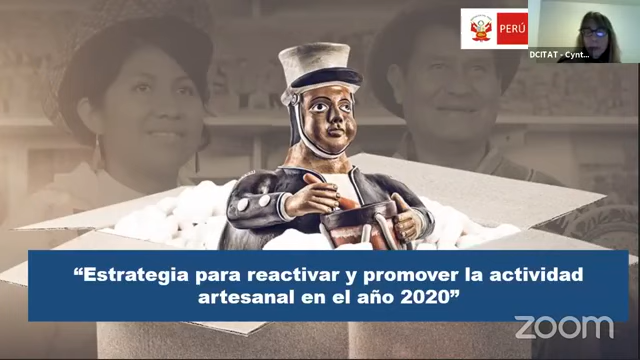 PERÚ
DCITAT - Cynt...
“Estrategia para reactivar y promover la actividad
artesanal en el año 2020”
zoom